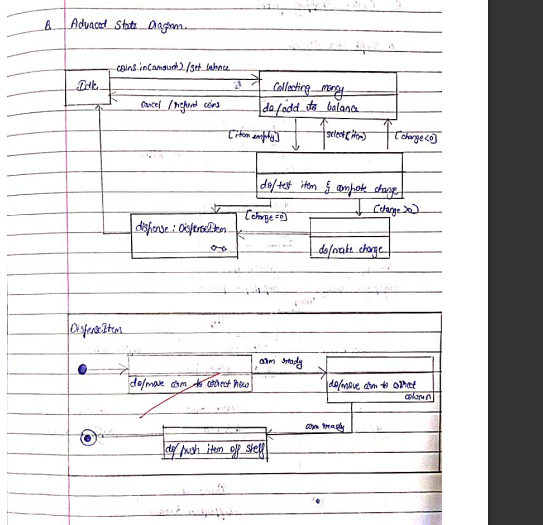 B. Advaced State Diagram.
coins in(amount) / set balance
Idle
Collecting money
do/add to balance
cancel / refund coins
[item empty]
select(item)
[change<0]
do/test item & compute change
[change=0]
[change>0]
dispense : DispenseItem
do/make change
DispenseItem
arm ready
do/move arm to correct row
do/move arm to correct
column
arm ready
do/push item off shelf